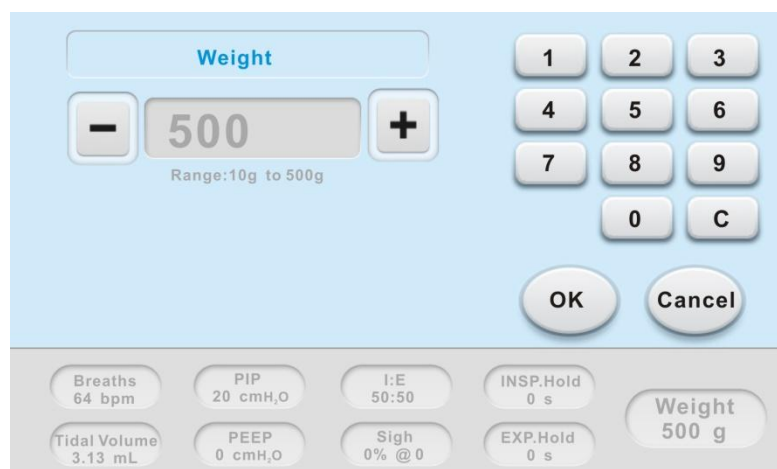 Weight
− 500 +
Range:10g to 500g
1 2 3
4 5 6
7 8 9
0 C
OK Cancel
Breaths
64 bpm
PIP
20 cmH₂O
I:E
50:50
INSP.Hold
0 s
Tidal Volume
3.13 mL
PEEP
0 cmH₂O
Sigh
0% @0
EXP.Hold
0 s
Weight
500 g